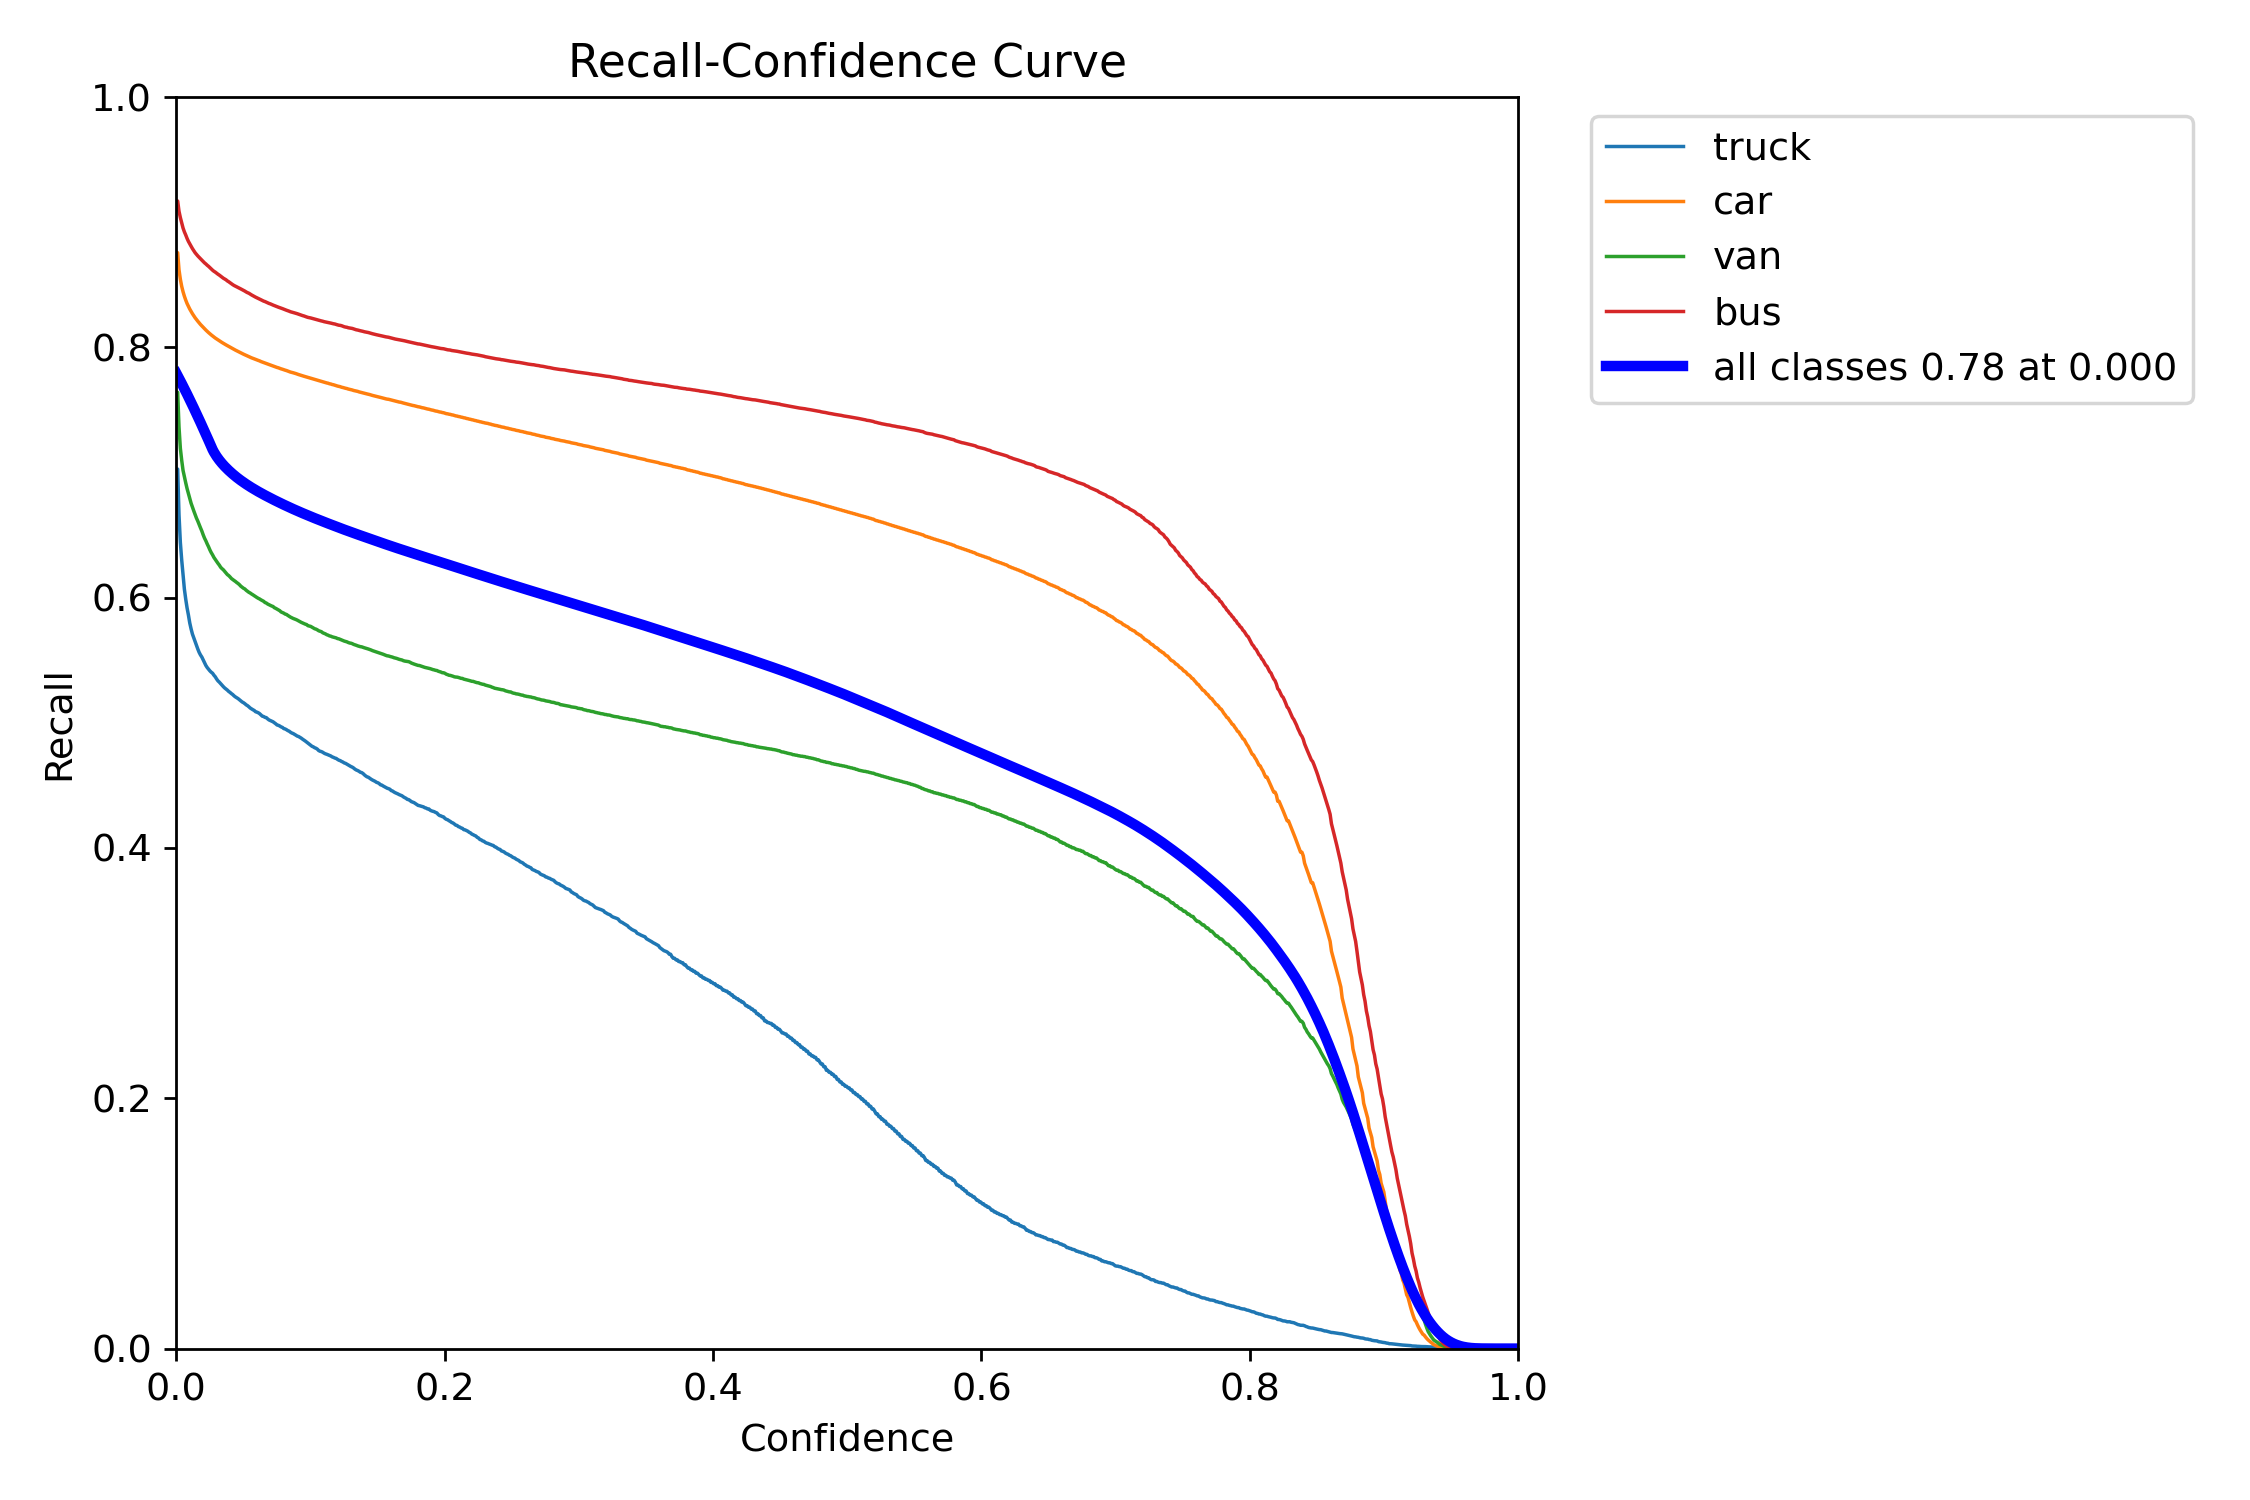 Recall-Confidence Curve
1.0
0.8
0.6
0.4
0.2
0.0
Recall
0.0 0.2 0.4 0.6 0.8 1.0
Confidence
truck
car
van
bus
all classes 0.78 at 0.000